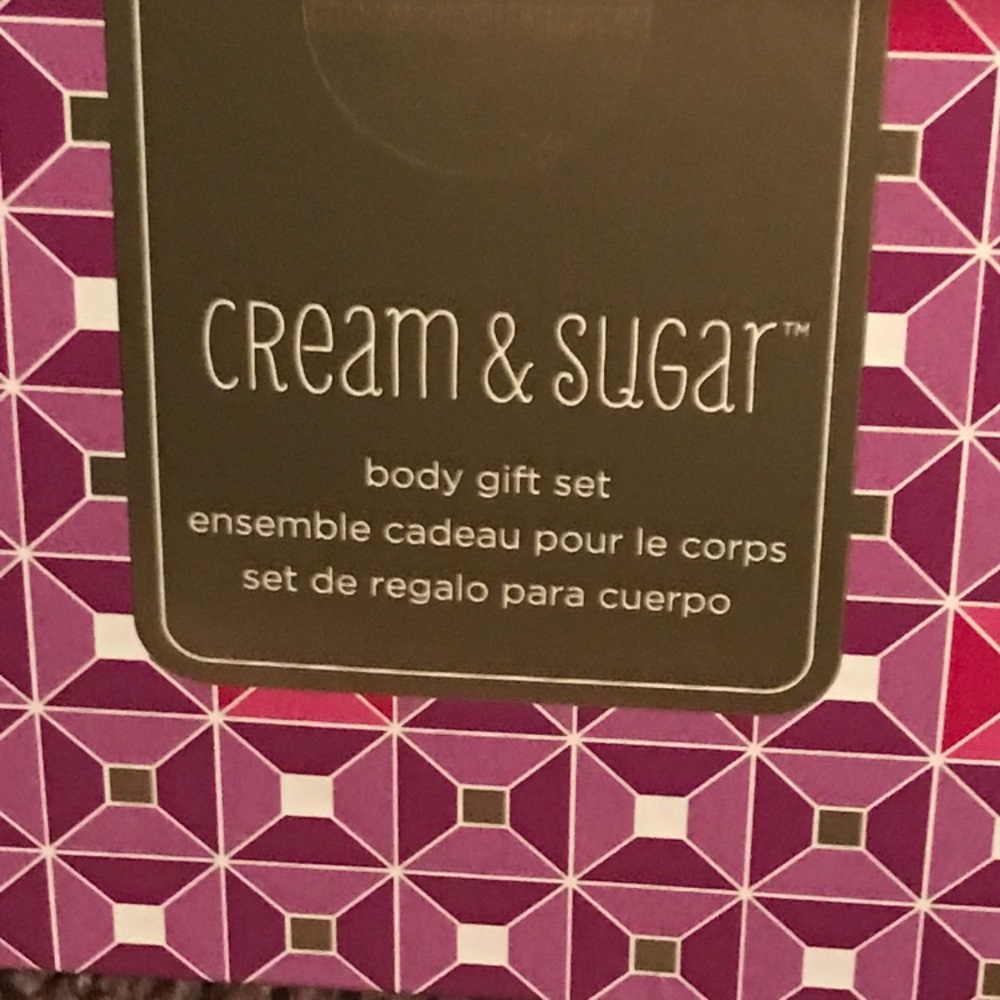 cream & sugar™
body gift set
ensemble cadeau pour le corps
set de regalo para cuerpo